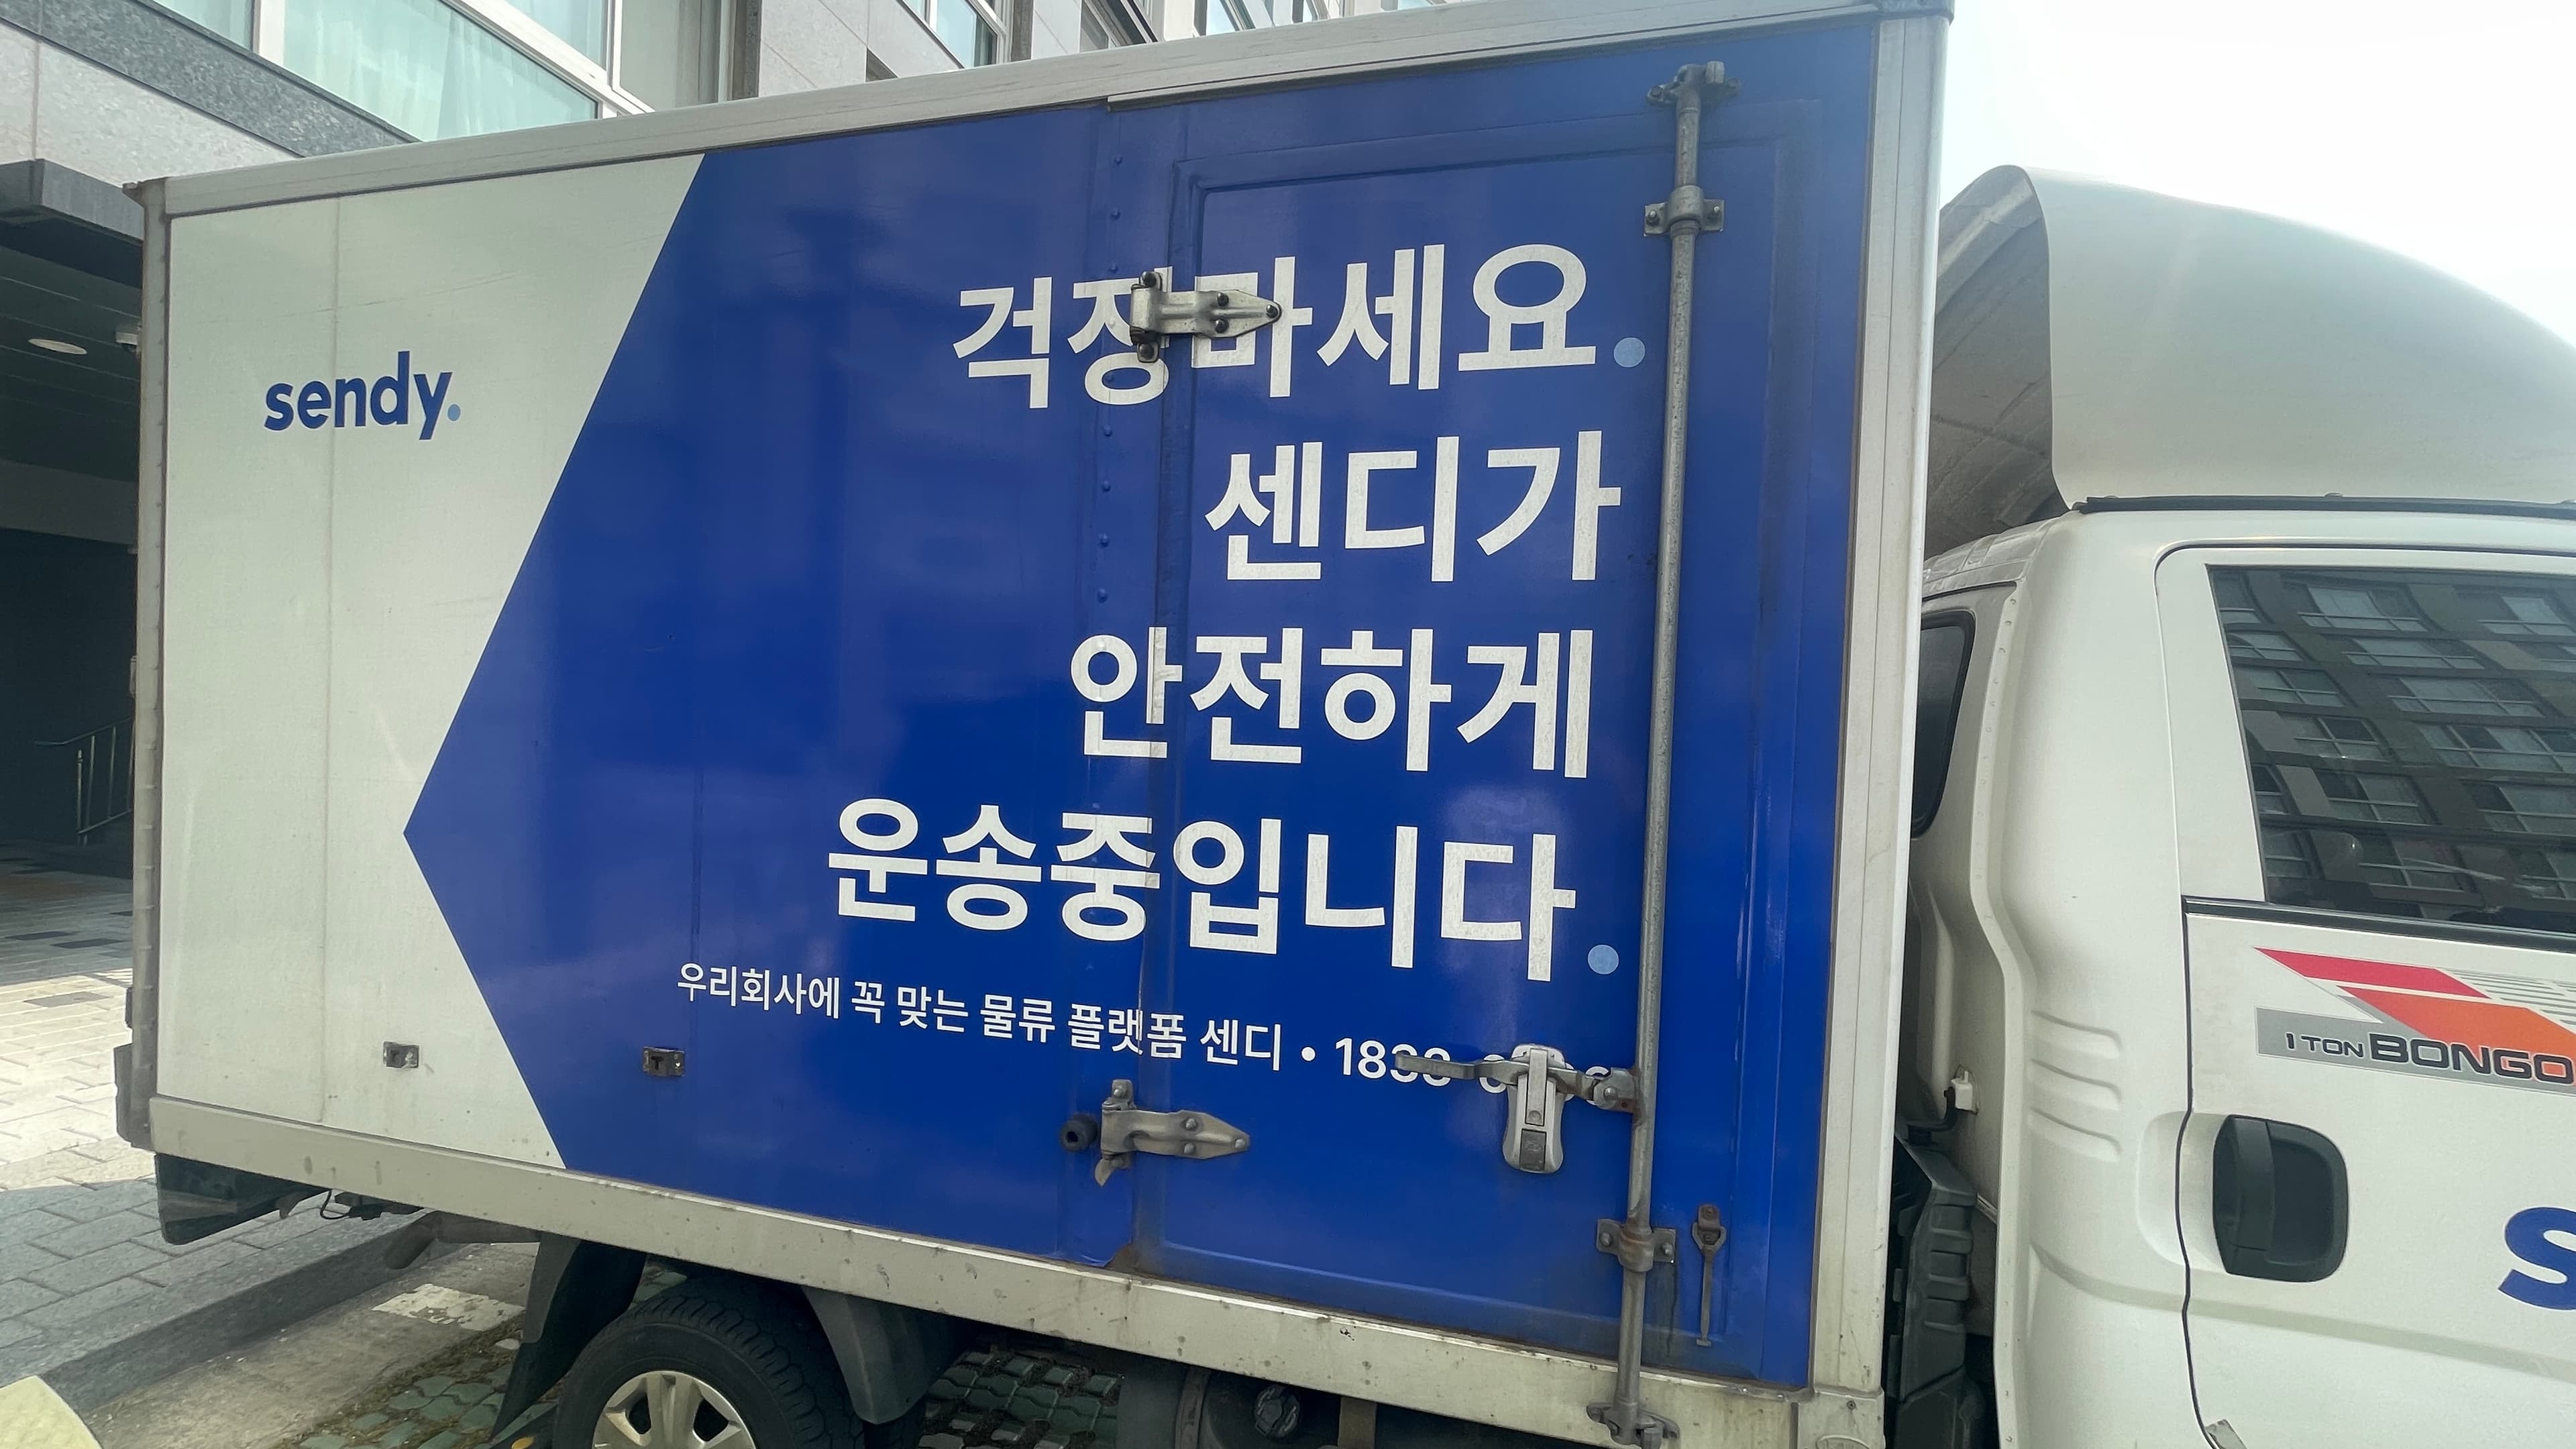 sendy.
걱정마세요.
센디가
안전하게
운송중입니다.
우리회사에 꼭 맞는 물류 플랫폼 센디 •
1 TON BONGO